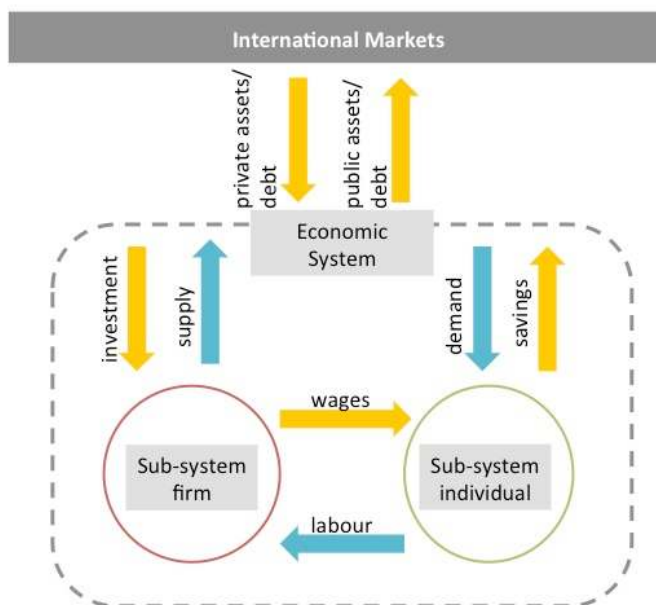 International Markets
private assets/
debt
public assets/
debt
Economic
System
investment
supply
demand
savings
wages
Sub-system
firm
Sub-system
individual
labour